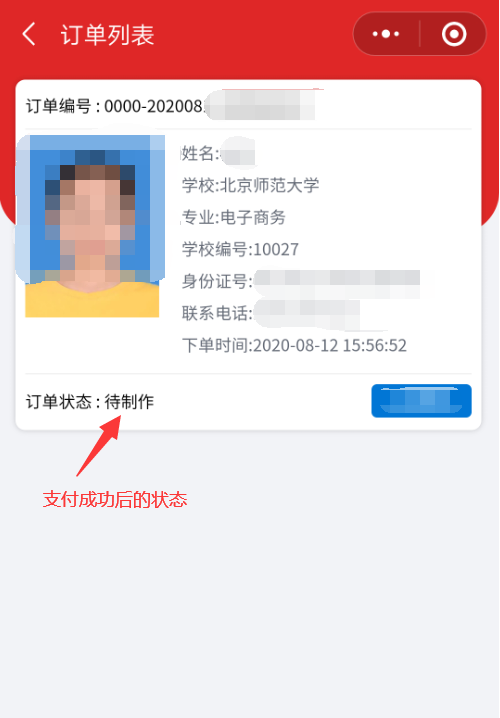 订单列表
订单编号 : 0000-202008
姓名:
学校:北京师范大学
专业:电子商务
学校编号:10027
身份证号:
联系电话:
下单时间:2020-08-12 15:56:52
订单状态 : 待制作
支付成功后的状态